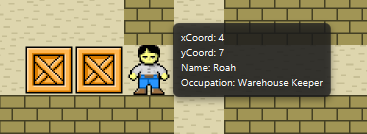 xCoord: 4
yCoord: 7
Name: Roah
Occupation: Warehouse Keeper